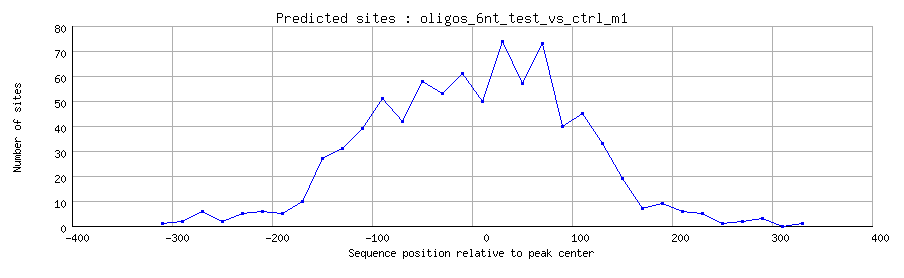 Predicted sites : oligos_6nt_test_vs_ctrl_m1
80
70
60
50
40
30
20
10
0
Number of sites
-400 -300 -200 -100 0 100 200 300 400
Sequence position relative to peak center